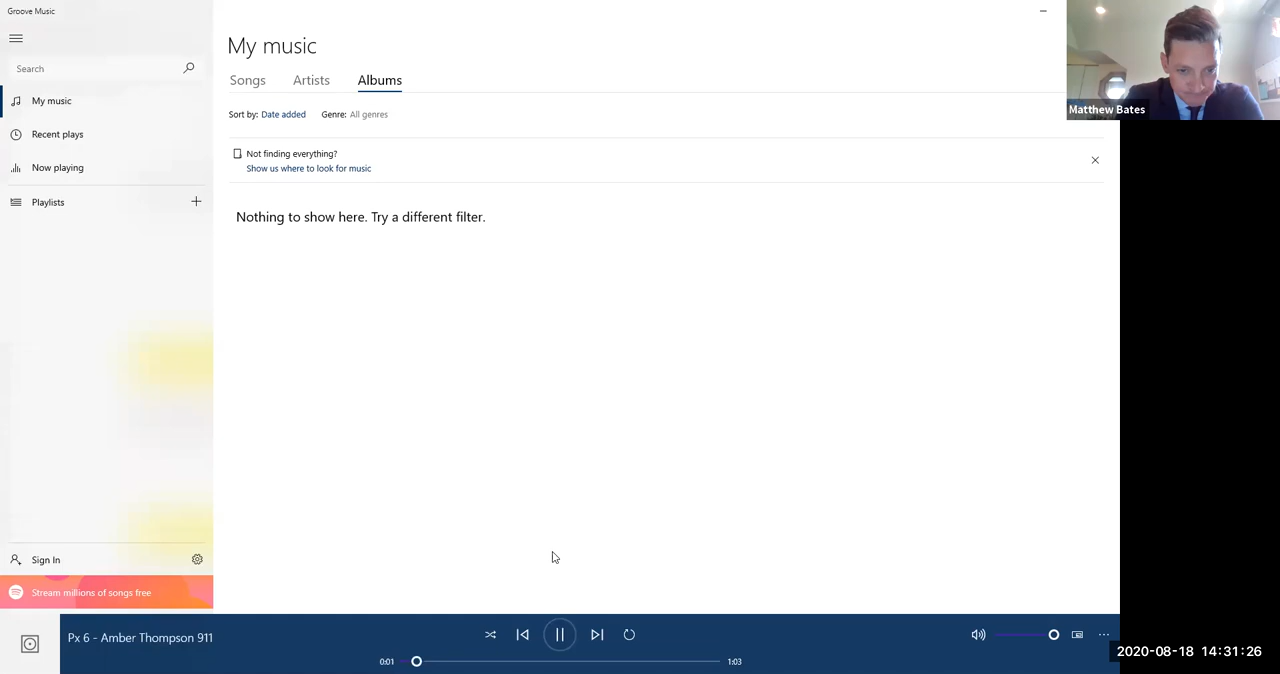 Groove Music
Search
My music
Recent plays
Now playing
Playlists
Sign In
Stream millions of songs free
My music
Songs Artists Albums
Sort by: Date added Genre: All genres
Not finding everything?
Show us where to look for music
Nothing to show here. Try a different filter.
Matthew Bates
Px 6 - Amber Thompson 911
0:01 1:03
2020-08-18 14:31:26